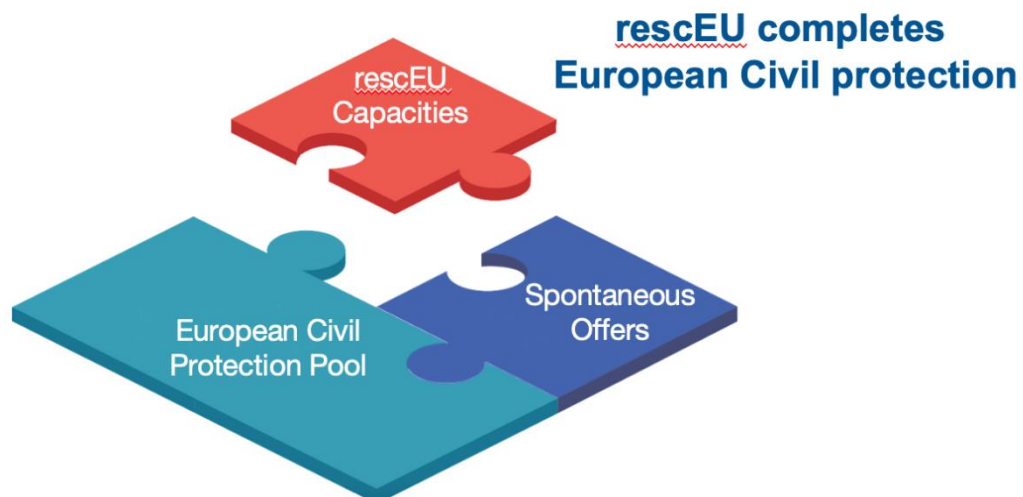 rescEU completes
European Civil protection
rescEU
Capacities
Spontaneous
Offers
European Civil
Protection Pool